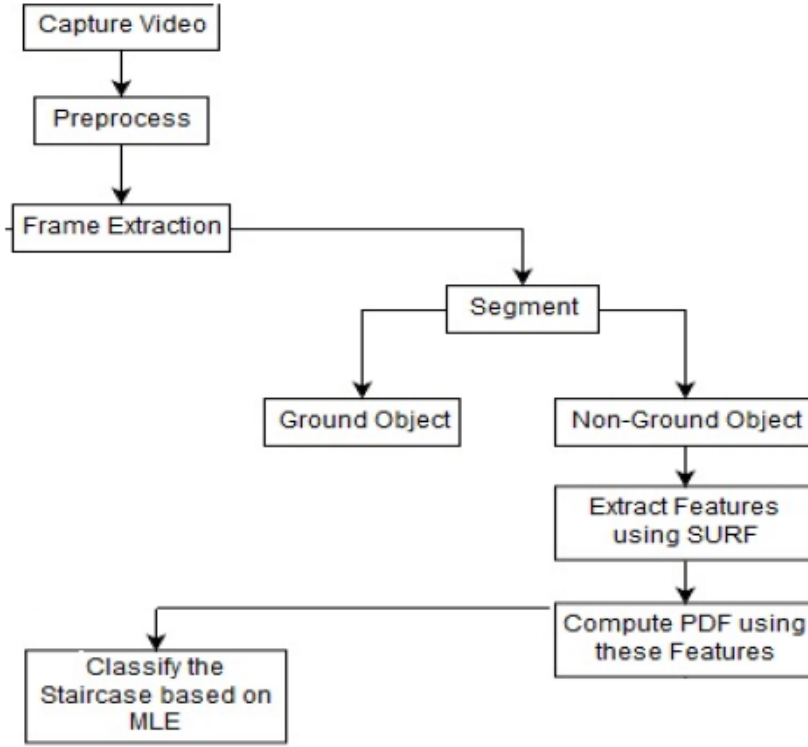 Capture Video
Preprocess
Frame Extraction
Segment
Ground Object
Non-Ground Object
Extract Features
using SURF
Compute PDF using
these Features
Classify the
Staircase based on
MLE